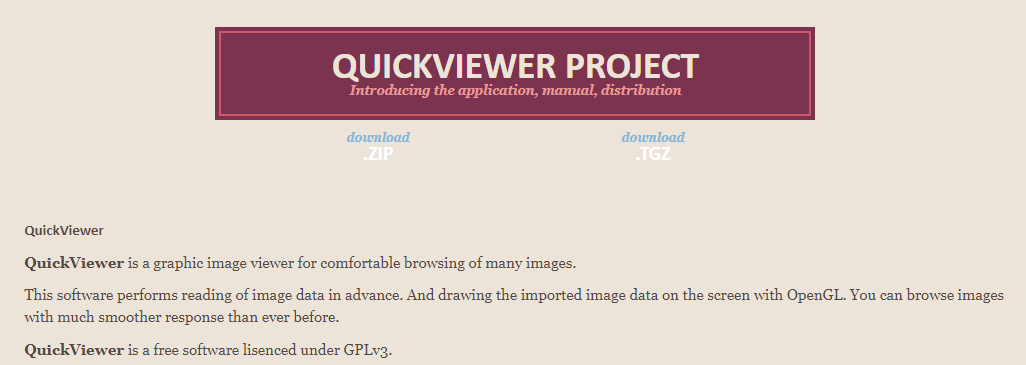 QUICKVIEWER PROJECT
Introducing the application, manual, distribution
download
.ZIP
download
.TGZ
QuickViewer
QuickViewer is a graphic image viewer for comfortable browsing of many images.
This software performs reading of image data in advance. And drawing the imported image data on the screen with OpenGL. You can browse images
with much smoother response than ever before.
QuickViewer is a free software lisenced under GPLv3.